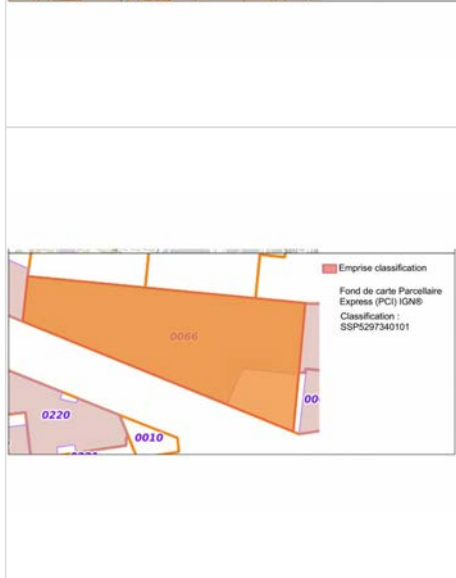 Emprise classification
Fond de carte Parcellaire
Express (PCI) IGN®
Classification :
SSP5297340101
0066
0220
0010